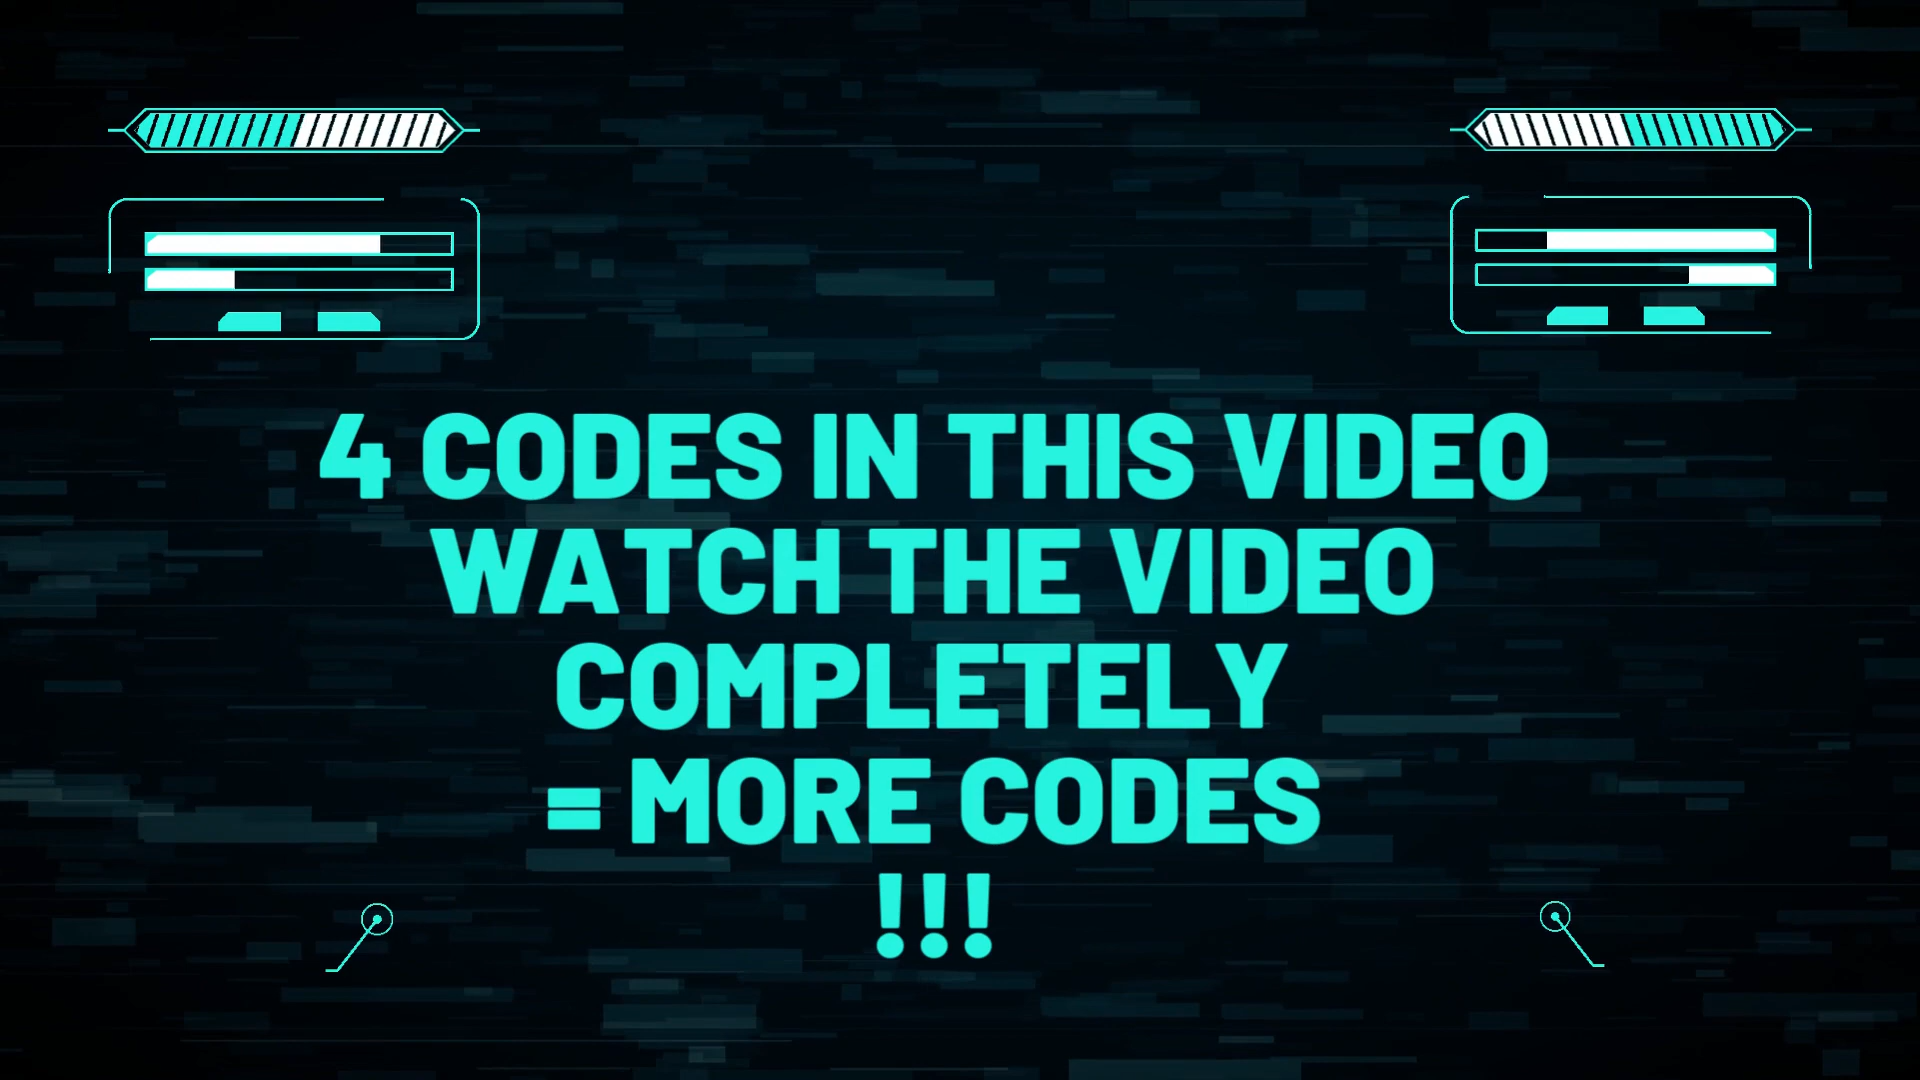 4 CODES IN THIS VIDEO
WATCH THE VIDEO
COMPLETELY
= MORE CODES
!!!